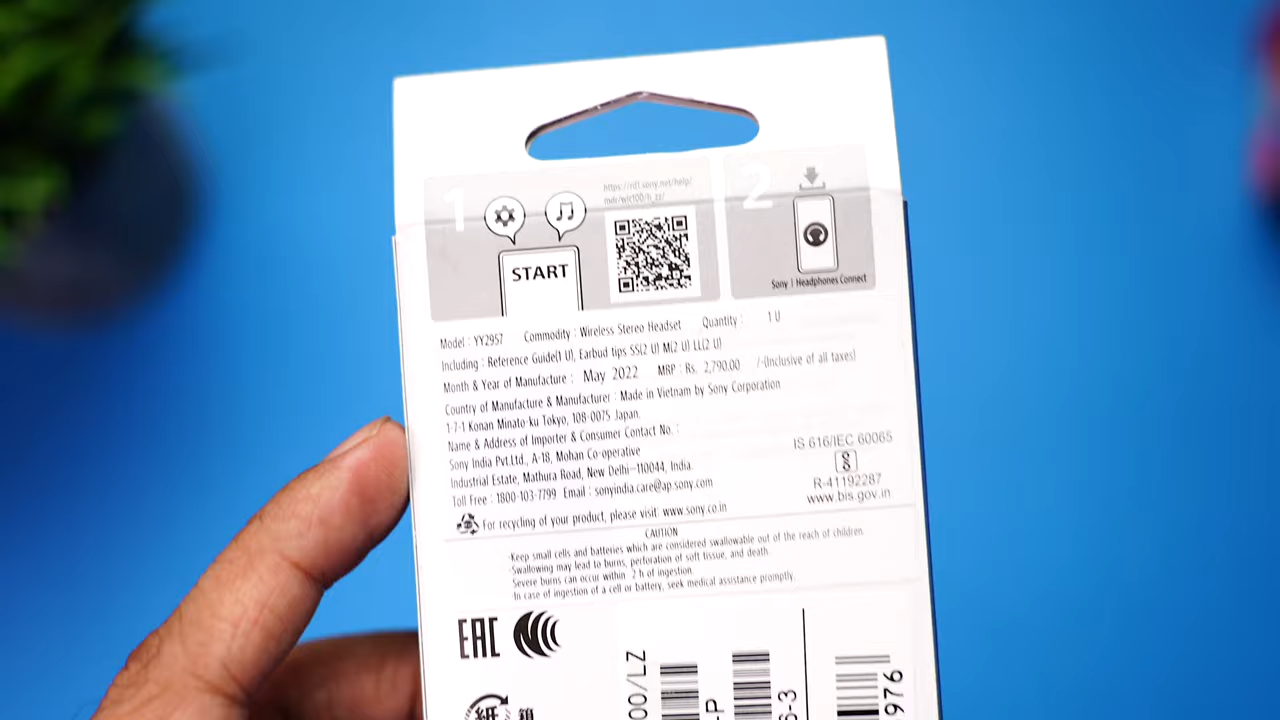 1
https://rd1.sony.net/help/
mdr/wic100/h_zz/
START
2
Sony | Headphones Connect
Model : YY2957 Commodity : Wireless Stereo Headset Quantity : 1 U
Including : Reference Guide(1 U), Earbud tips SS(2 U) M(2 U) LL(2 U)
Month & Year of Manufacture : May 2022 MRP : Rs. 2,790.00 /-(Inclusive of all taxes)
Country of Manufacture & Manufacturer : Made in Vietnam by Sony Corporation
1-7-1 Konan Minato-ku Tokyo, 108-0075 Japan.
Name & Address of Importer & Consumer Contact No. :
Sony India Pvt.Ltd., A-18, Mohan Co-operative
Industrial Estate, Mathura Road, New Delhi-110044, India.
Toll Free : 1800-103-7799 Email : sonyindia.care@ap.sony.com
IS 616/IEC 60065
R-41192287
www.bis.gov.in
For recycling of your product, please visit: www.sony.co.in
CAUTION
·Keep small cells and batteries which are considered swallowable out of the reach of children.
·Swallowing may lead to burns, perforation of soft tissue, and death.
Severe burns can occur within 2 h of ingestion.
·In case of ingestion of a cell or battery, seek medical assistance promptly.
EAC
紙
00/LZ
-P
6-3
976